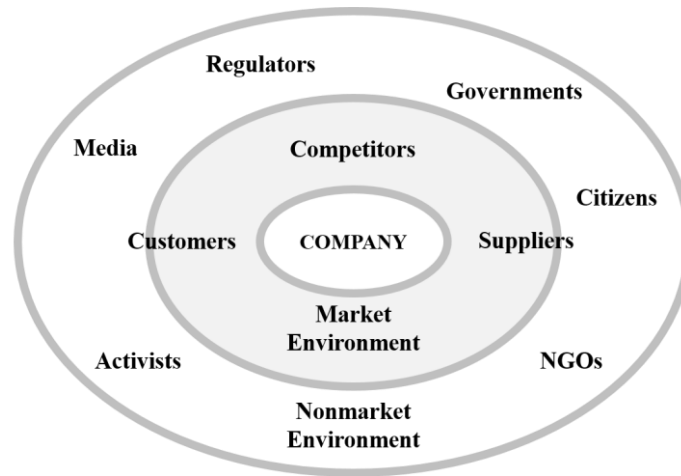 Regulators
Governments
Media
Competitors
Citizens
Customers
COMPANY
Suppliers
Market
Environment
Activists
NGOs
Nonmarket
Environment